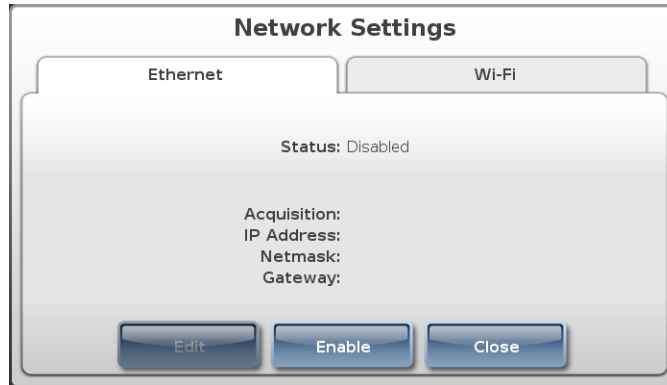 Network Settings
Ethernet
Wi-Fi
Status: Disabled
Acquisition:
IP Address:
Netmask:
Gateway:
Edit
Enable
Close